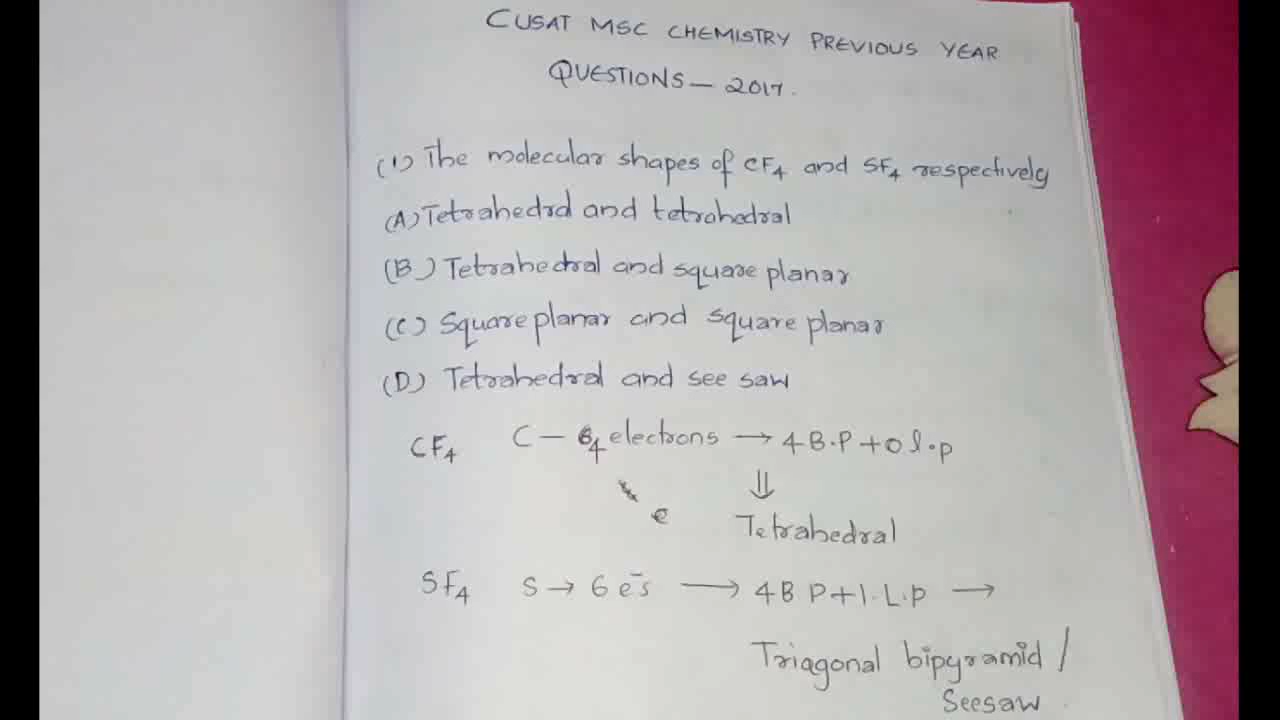 CUSAT MSC CHEMISTRY PREVIOUS YEAR
QUESTIONS — 2017.
(1) The molecular shapes of CF4 and SF4 respectively
(A) Tetrahedrd and tetrahedral
(B) Tetrahedral and square planar
(C) Square planar and square planar
(D) Tetrahedral and see saw
CF4 C — 4 electrons → 4 B.P + 0 l.p
⇓
e
Tetrahedral
SF4 S → 6 e⁻s → 4 B P + 1. L.P →
Triagonal bipyramid /
Seesaw